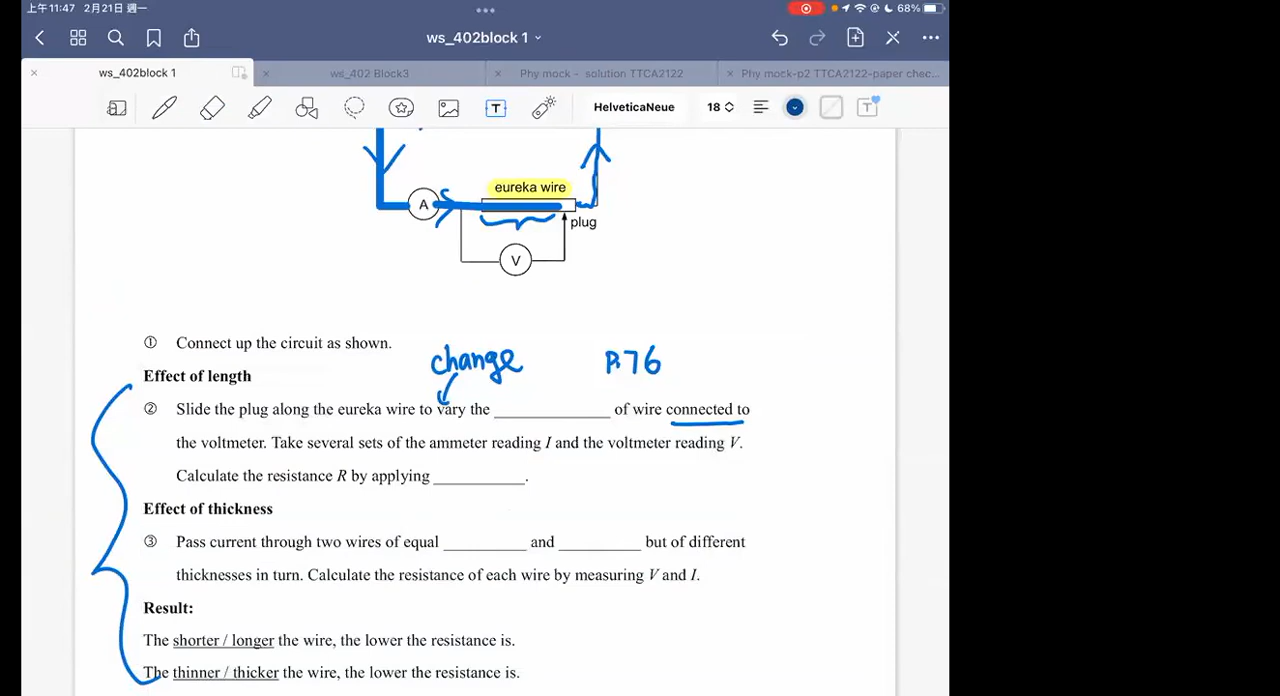 上午11:47 2月21日 週一
68%
ws_402block 1
ws_402block 1
ws_402 Block3
Phy mock - solution TTCA2122
Phy mock-p2 TTCA2122-paper chec...
T
HelveticaNeue
18
T
eureka wire
A
plug
V
① Connect up the circuit as shown.
change P.76
Effect of length
② Slide the plug along the eureka wire to vary the ______________ of wire connected to
the voltmeter. Take several sets of the ammeter reading I and the voltmeter reading V.
Calculate the resistance R by applying ___________.
Effect of thickness
③ Pass current through two wires of equal __________ and __________ but of different
thicknesses in turn. Calculate the resistance of each wire by measuring V and I.
Result:
The shorter / longer the wire, the lower the resistance is.
The thinner / thicker the wire, the lower the resistance is.